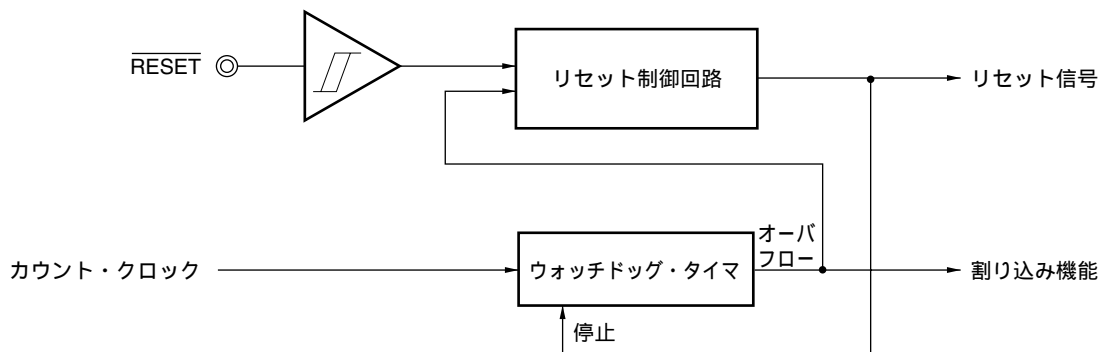 RESET
リセット制御回路
リセット信号
オーバ
フロー
カウント・クロック
ウォッチドッグ・タイマ
割り込み機能
停止